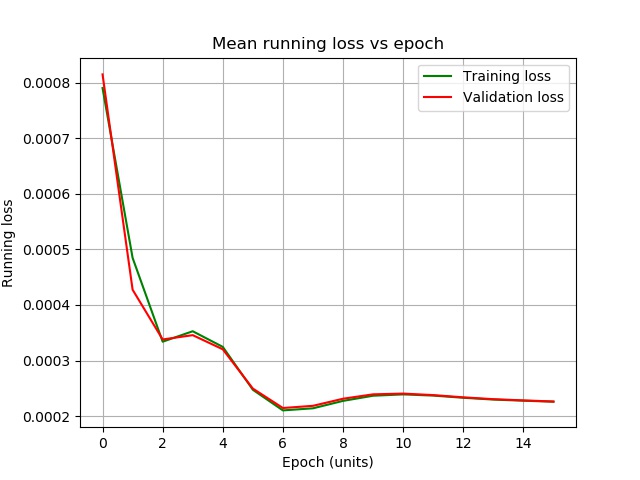 Mean running loss vs epoch
Training loss
Validation loss
Running loss
0.0008
0.0007
0.0006
0.0005
0.0004
0.0003
0.0002
0 2 4 6 8 10 12 14
Epoch (units)